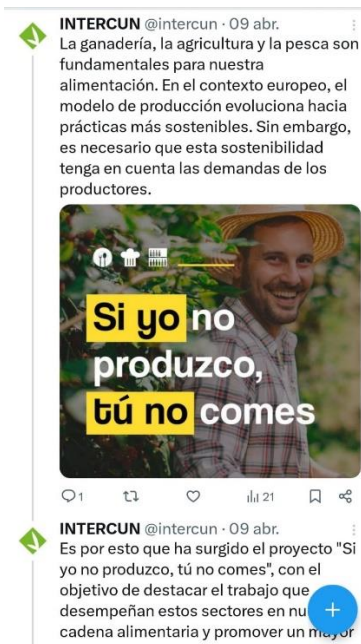 INTERCUN @intercun · 09 abr.
La ganadería, la agricultura y la pesca son
fundamentales para nuestra
alimentación. En el contexto europeo, el
modelo de producción evoluciona hacia
prácticas más sostenibles. Sin embargo,
es necesario que esta sostenibilidad
tenga en cuenta las demandas de los
productores.
Si yo no
produzco,
tú no comes
1
21
INTERCUN @intercun · 09 abr.
Es por esto que ha surgido el proyecto "Si
yo no produzco, tú no comes", con el
objetivo de destacar el trabajo que
desempeñan estos sectores en
cadena alimentaria y promover un mayor